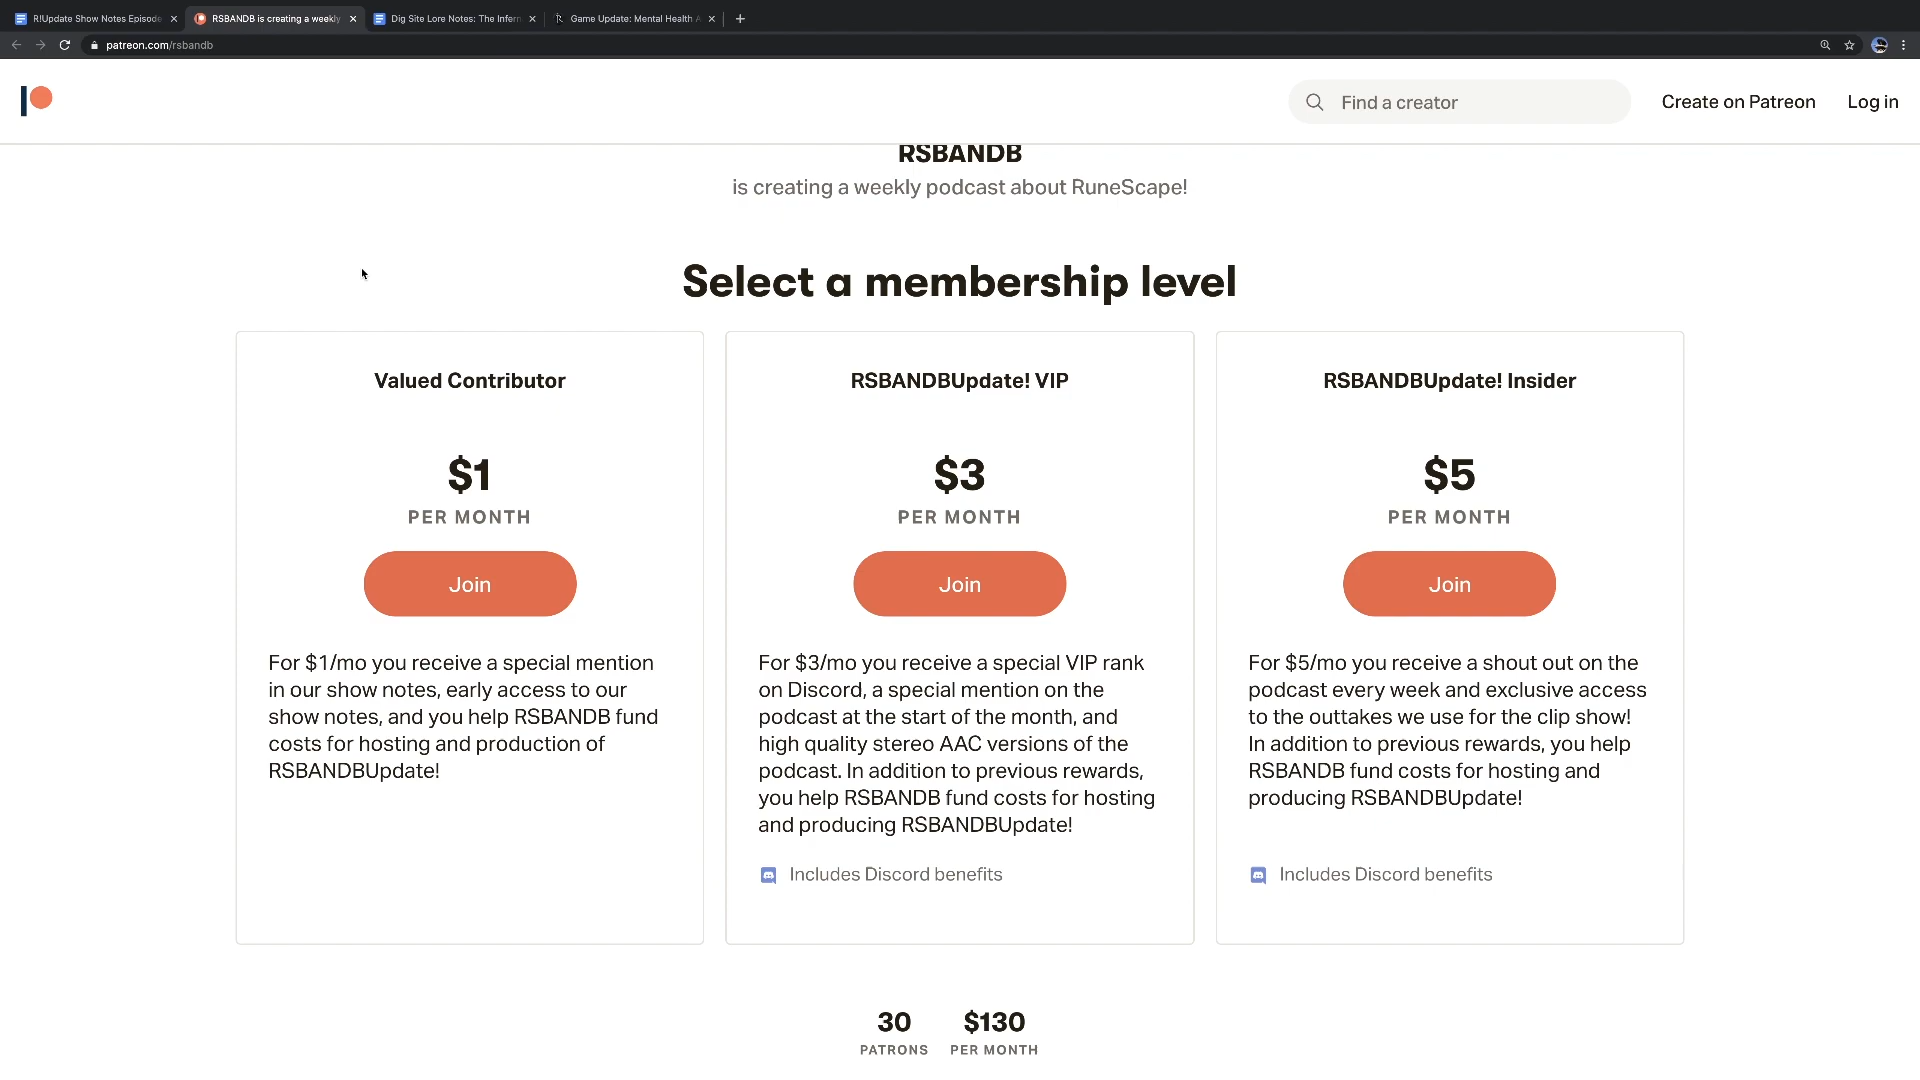 R!Update Show Notes Episode
RSBANDB is creating a weekly
Dig Site Lore Notes: The Infern
Game Update: Mental Health A
patreon.com/rsbandb
Find a creator
Create on Patreon
Log in
RSBANDB
is creating a weekly podcast about RuneScape!
Select a membership level
Valued Contributor
$1
PER MONTH
Join
For $1/mo you receive a special mention
in our show notes, early access to our
show notes, and you help RSBANDB fund
costs for hosting and production of
RSBANDBUpdate!
RSBANDBUpdate! VIP
$3
PER MONTH
Join
For $3/mo you receive a special VIP rank
on Discord, a special mention on the
podcast at the start of the month, and
high quality stereo AAC versions of the
podcast. In addition to previous rewards,
you help RSBANDB fund costs for hosting
and producing RSBANDBUpdate!
Includes Discord benefits
RSBANDBUpdate! Insider
$5
PER MONTH
Join
For $5/mo you receive a shout out on the
podcast every week and exclusive access
to the outtakes we use for the clip show!
In addition to previous rewards, you help
RSBANDB fund costs for hosting and
producing RSBANDBUpdate!
Includes Discord benefits
30
PATRONS
$130
PER MONTH